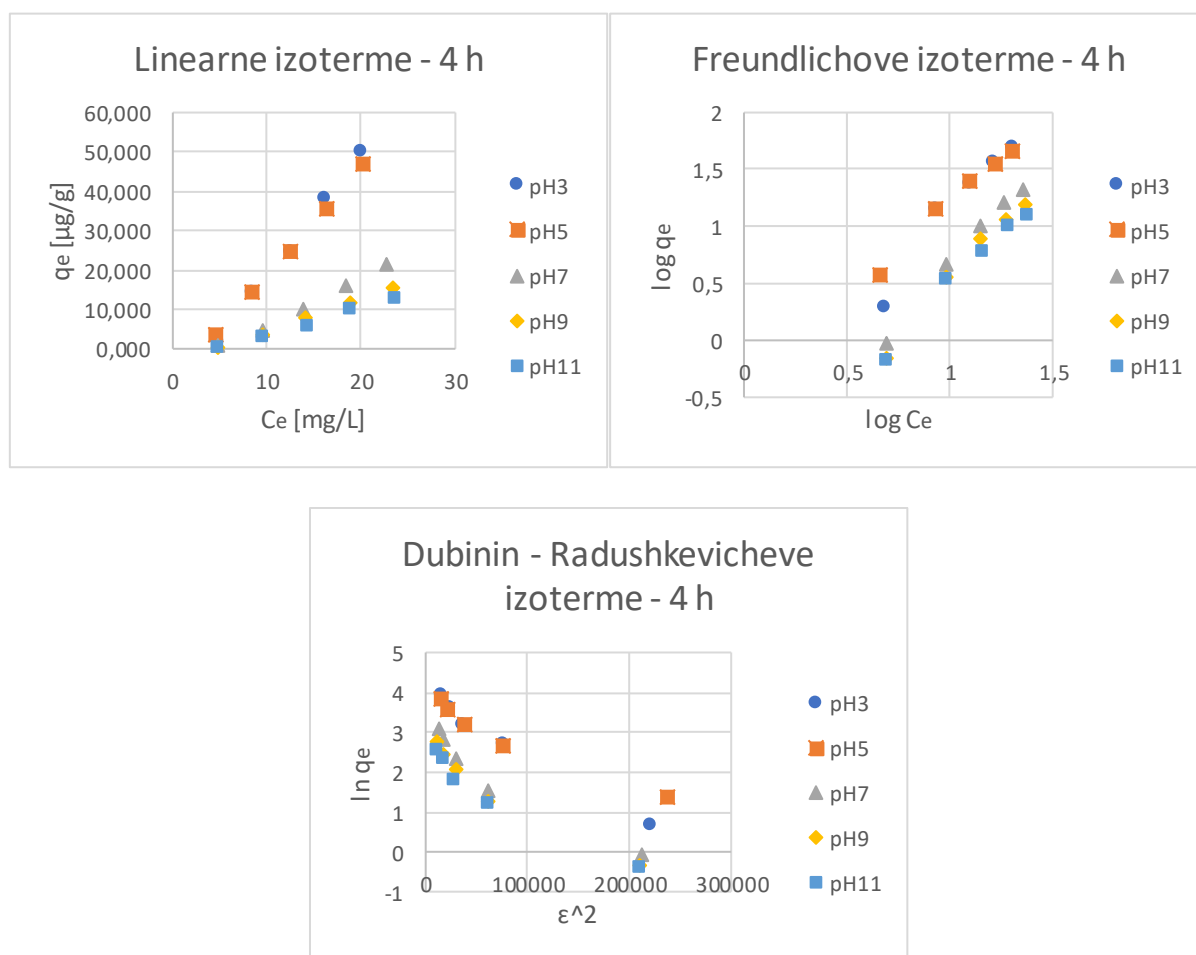 Linearne izoterme - 4 h
60,000
50,000
40,000
30,000
20,000
10,000
0,000
qe [µg/g]
0
10
20
30
Ce [mg/L]
pH3
pH5
pH7
pH9
pH11
Freundlichove izoterme - 4 h
2
1,5
1
0,5
0
-0,5
log qe
0
0,5
1
1,5
log Ce
pH3
pH5
pH7
pH9
pH11
Dubinin - Radushkevicheve
izoterme - 4 h
5
4
3
2
1
0
-1
ln qe
0
100000
200000
300000
ε^2
pH3
pH5
pH7
pH9
pH11